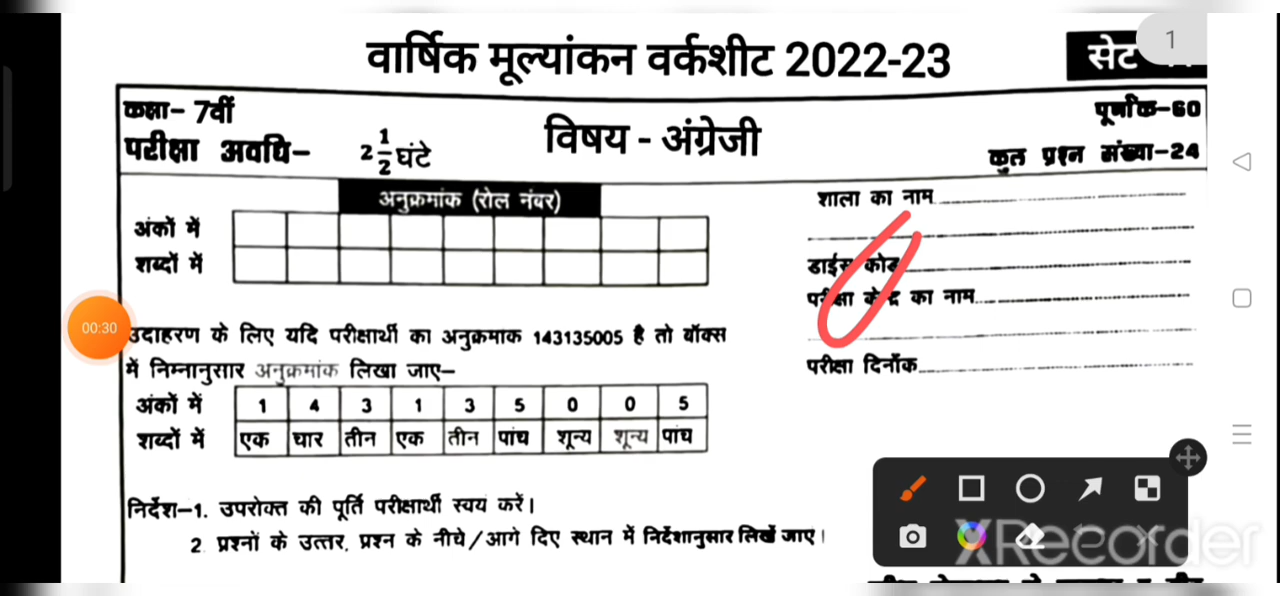 वार्षिक मूल्यांकन वर्कशीट 2022-23
सेट
1
कक्षा- 7वीं
विषय - अंग्रेजी
पूर्णांक-60
परीक्षा अवधि- 2 1/2 घंटे
कुल प्रश्न संख्या-24
अनुक्रमांक (रोल नंबर)
अंकों में
शब्दों में
शाला का नाम
डाईस कोड
परीक्षा केन्द्र का नाम
परीक्षा दिनाँक
00:30
उदाहरण के लिए यदि परीक्षार्थी का अनुक्रमाक 143135005 है तो बॉक्स
में निम्नानुसार अनुक्रमांक लिखा जाए-
अंकों में 1 4 3 1 3 5 0 0 5
शब्दों में एक चार तीन एक तीन पांच शून्य शून्य पांच
निर्देश-1. उपरोक्त की पूर्ति परीक्षार्थी स्वय करें।
2. प्रश्नों के उत्तर, प्रश्न के नीचे/आगे दिए स्थान में निर्देशानुसार लिखें जाए।
XRecorder